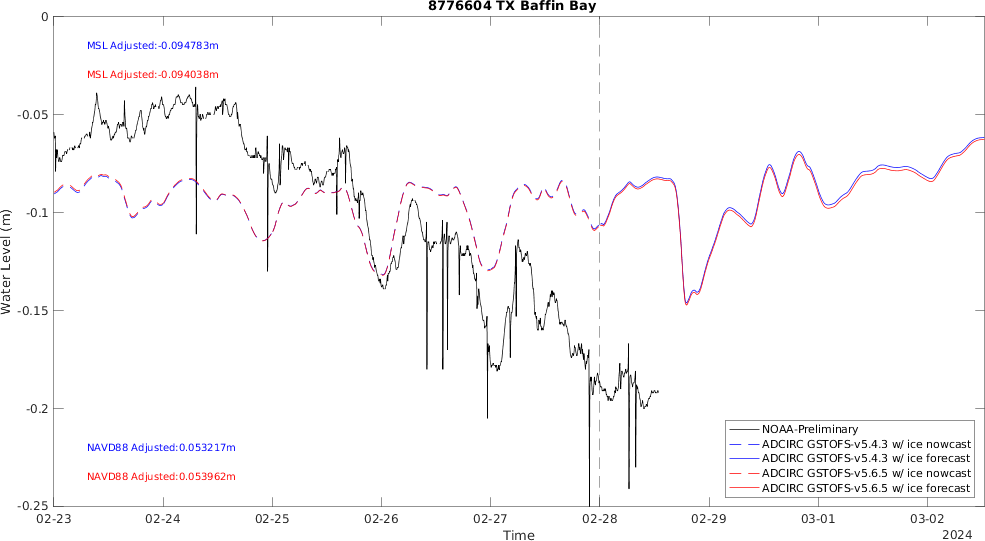 8776604 TX Baffin Bay
0
MSL Adjusted:-0.094783m
MSL Adjusted:-0.094038m
-0.05
-0.1
Water Level (m)
-0.15
-0.2
NAVD88 Adjusted:0.053217m
NAVD88 Adjusted:0.053962m
-0.25
NOAA-Preliminary
ADCIRC GSTOFS-v5.4.3 w/ ice nowcast
ADCIRC GSTOFS-v5.4.3 w/ ice forecast
ADCIRC GSTOFS-v5.6.5 w/ ice nowcast
ADCIRC GSTOFS-v5.6.5 w/ ice forecast
02-23 02-24 02-25 02-26 02-27 02-28 02-29 03-01 03-02
Time
2024